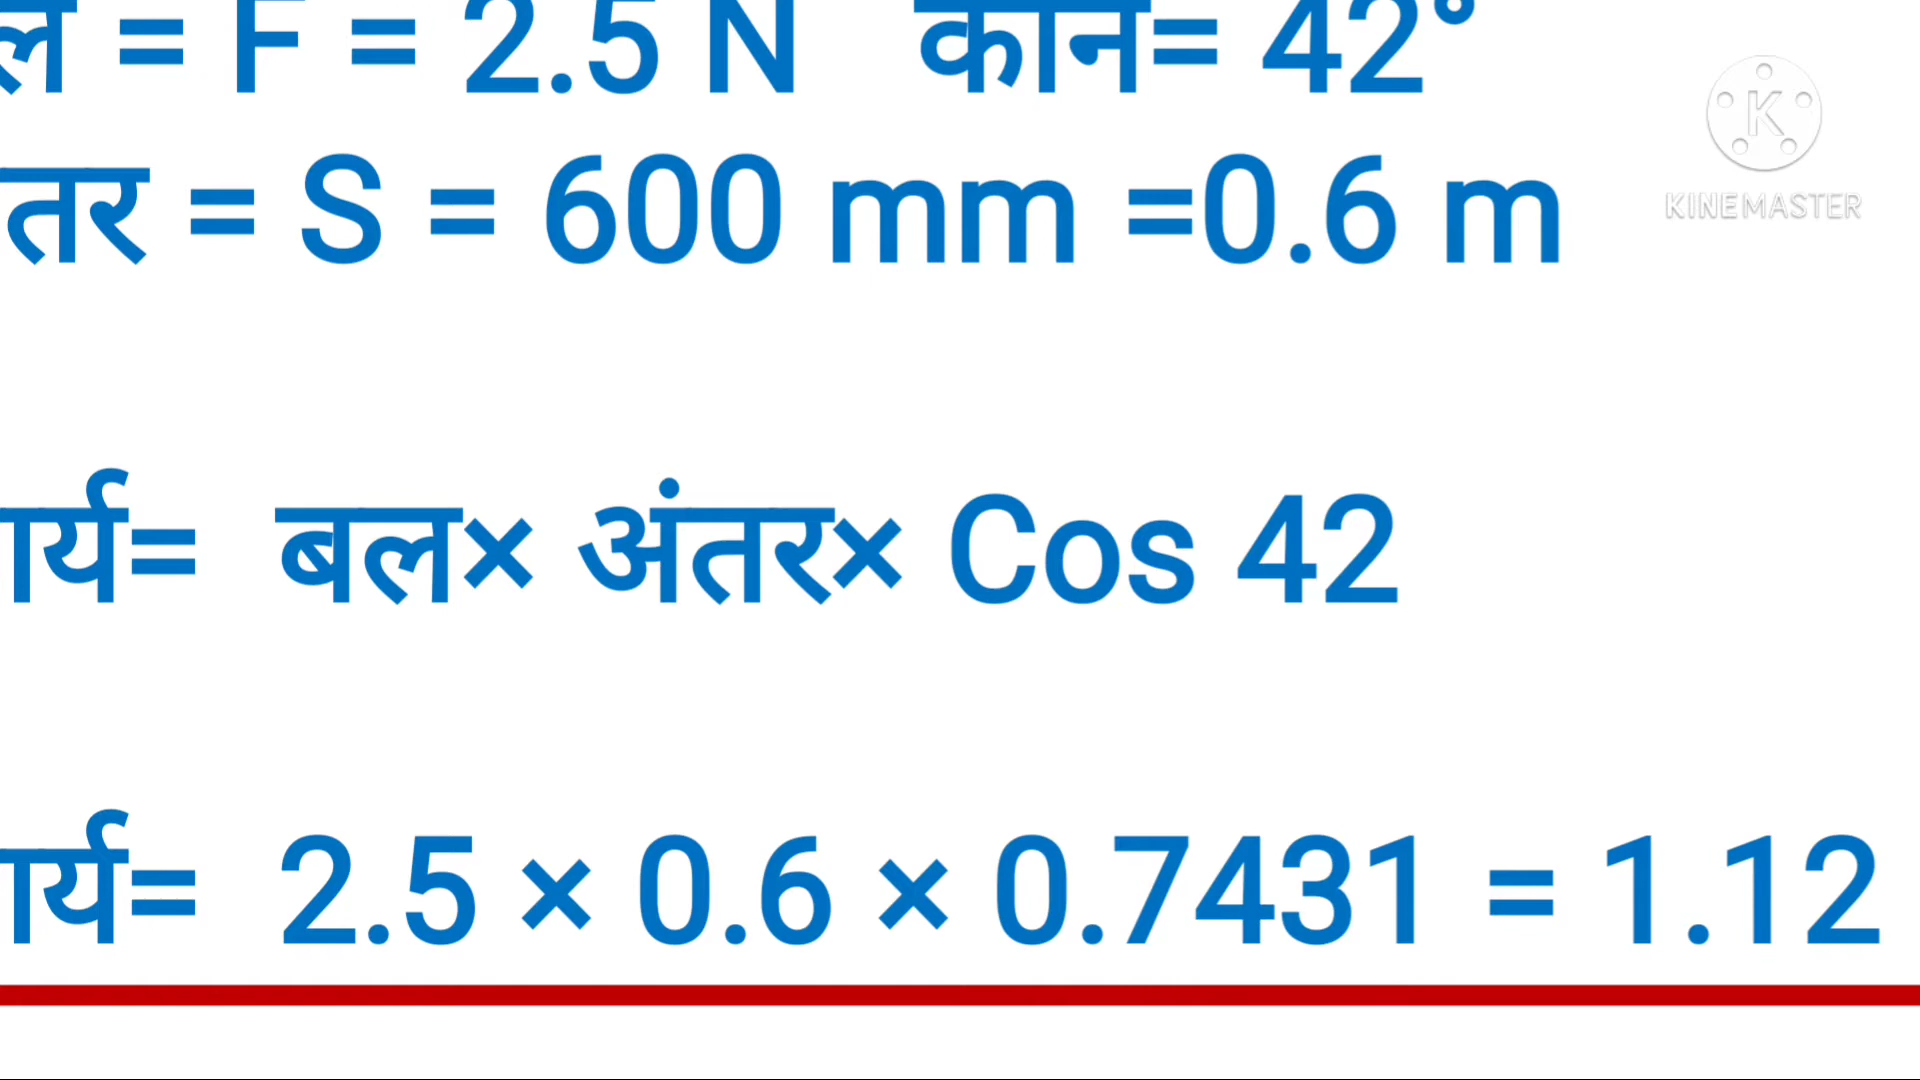 = F = 2.5 N कोन= 42°
= S = 600 mm =0.6 m
= बल× अंतर× Cos 42
= 2.5 × 0.6 × 0.7431 = 1.12
K
KINEMASTER